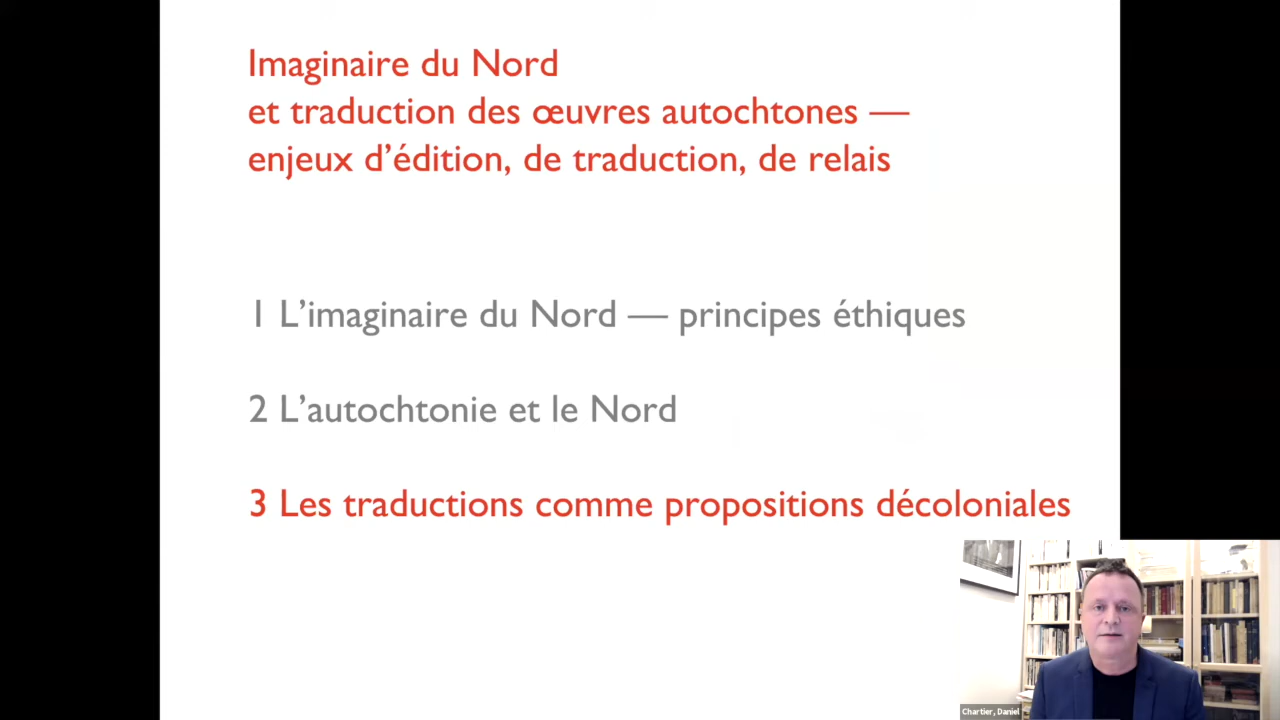 Imaginaire du Nord
et traduction des œuvres autochtones —
enjeux d’édition, de traduction, de relais
1 L’imaginaire du Nord — principes éthiques
2 L’autochtonie et le Nord
3 Les traductions comme propositions décoloniales
Chartier, Daniel